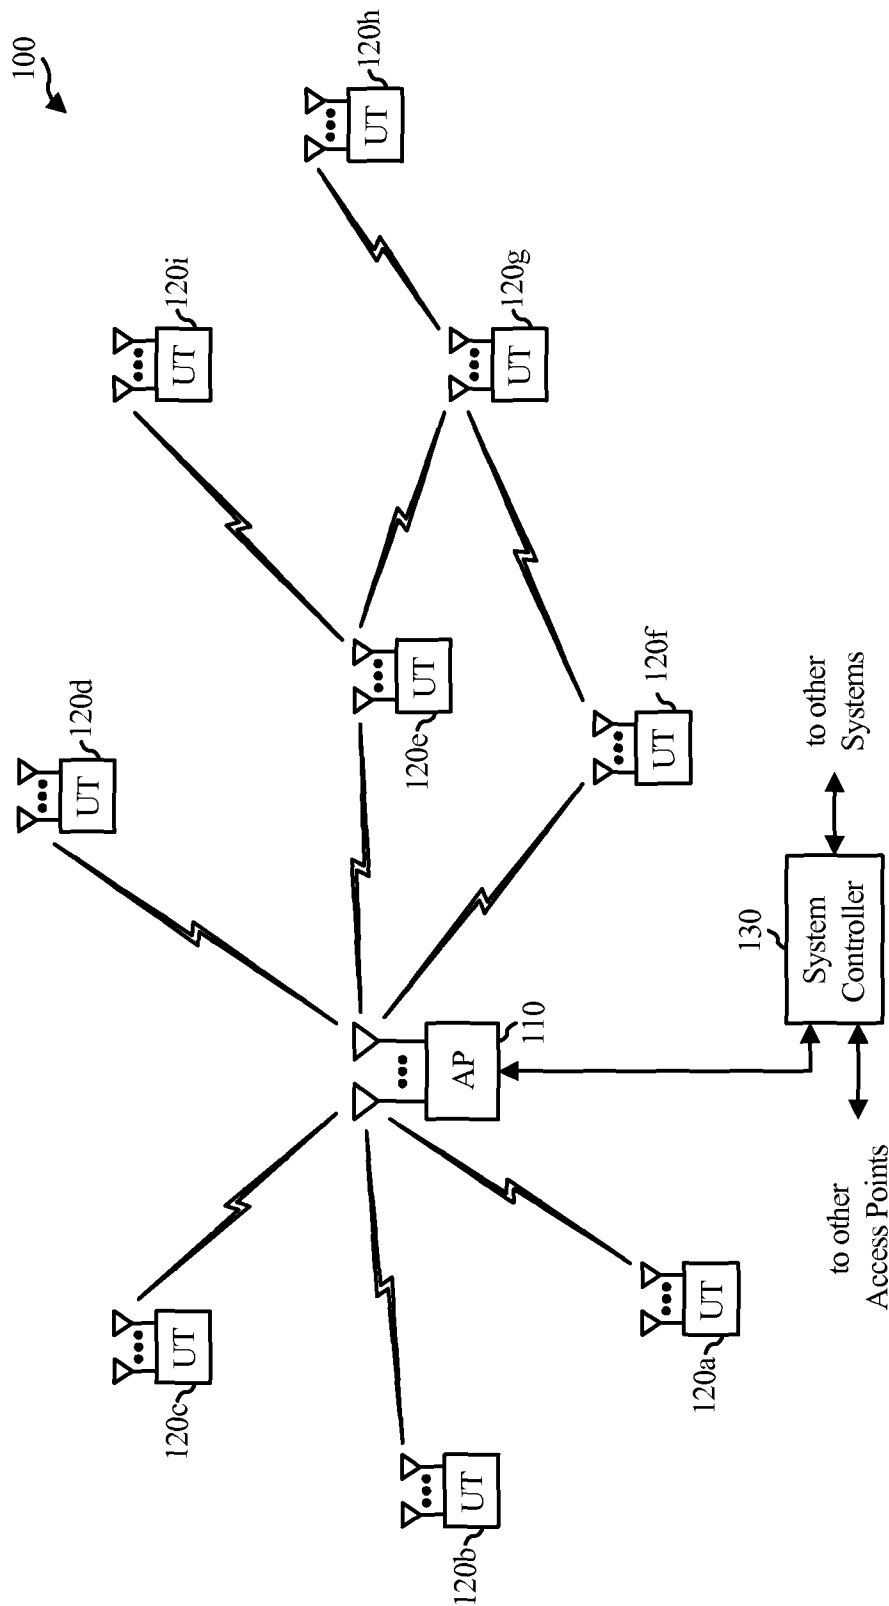 100
UT
120d
UT
120i
UT
120h
UT
120c
UT
120b
AP
110
UT
120e
UT
120g
UT
120a
UT
120f
130
System
Controller
to other
Access Points
to other
Systems